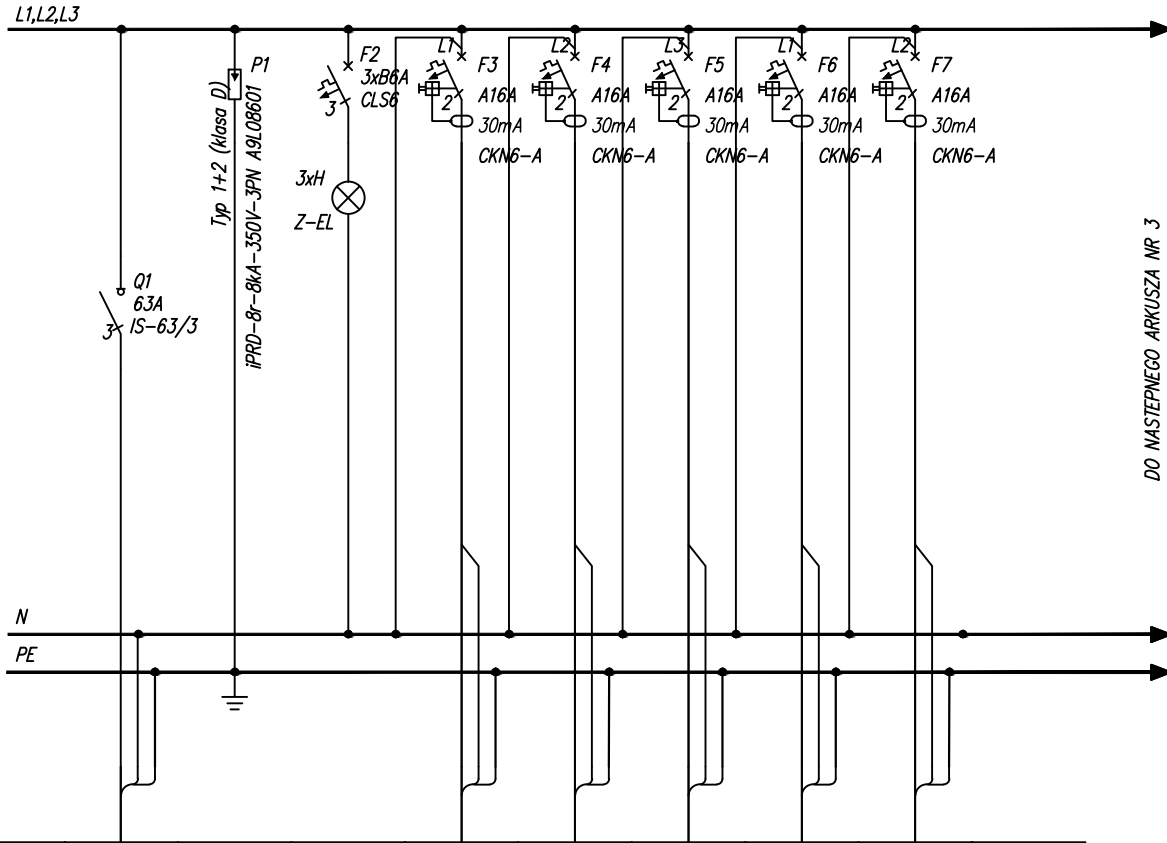 L1,L2,L3
P1
Typ 1+2 (klasa D)
iPRD-8r-8kA-350V-3PN A9L08601
F2
3xB6A
CLS6
3
3xH
Z-EL
Q1
63A
IS-63/3
3
L1
F3
A16A
2
30mA
CKN6-A
L2
F4
A16A
2
30mA
CKN6-A
L3
F5
A16A
2
30mA
CKN6-A
L1
F6
A16A
2
30mA
CKN6-A
L2
F7
A16A
2
30mA
CKN6-A
DO NASTEPNEGO ARKUSZA NR 3
N
PE